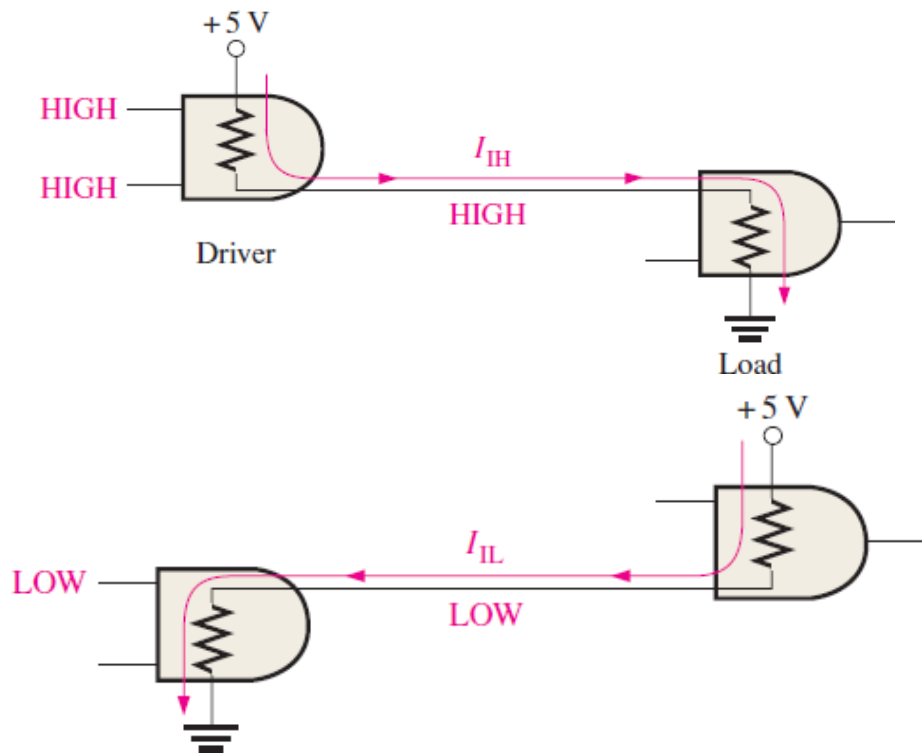 +5 V
HIGH
I_IH
HIGH
HIGH
Driver
Load
+5 V
I_IL
LOW
LOW